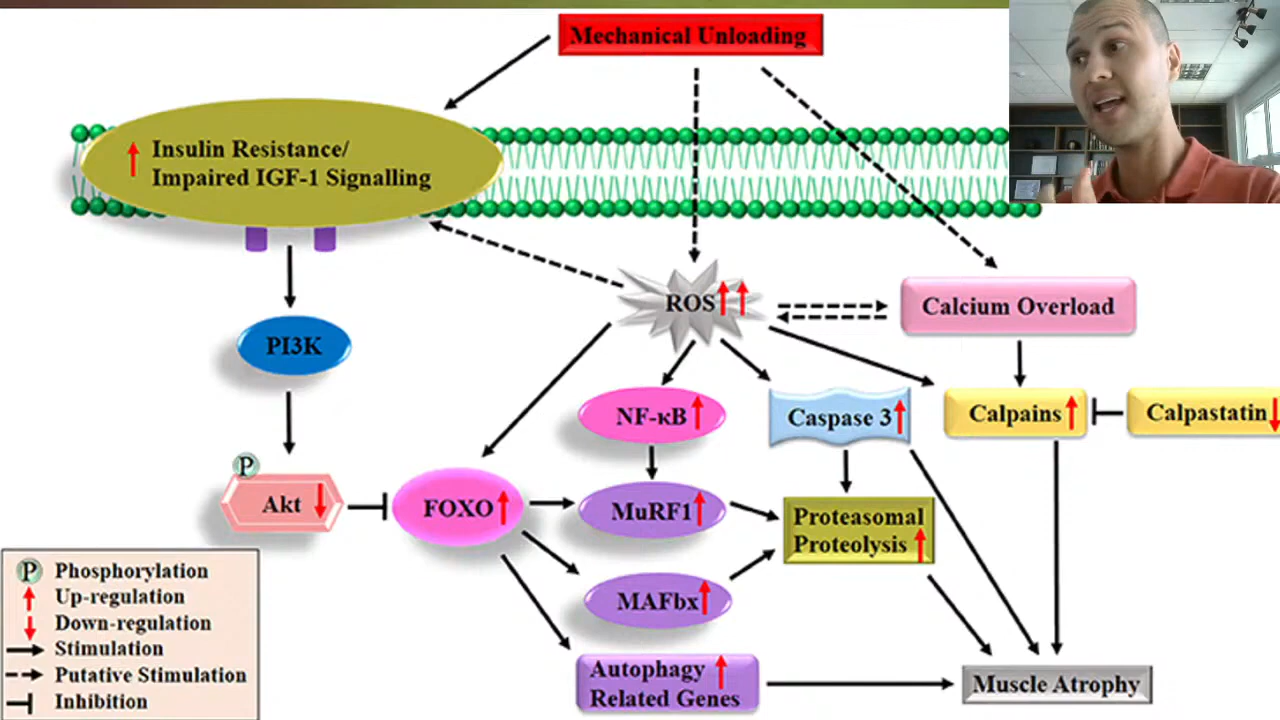 Mechanical Unloading
Insulin Resistance/
Impaired IGF-1 Signalling
ROS
Calcium Overload
PI3K
NF-κB
Caspase 3
Calpains
Calpastatin
P
Akt
FOXO
MuRF1
Proteasomal
Proteolysis
MAFbx
Autophagy
Related Genes
Muscle Atrophy
P Phosphorylation
Up-regulation
Down-regulation
Stimulation
Putative Stimulation
Inhibition